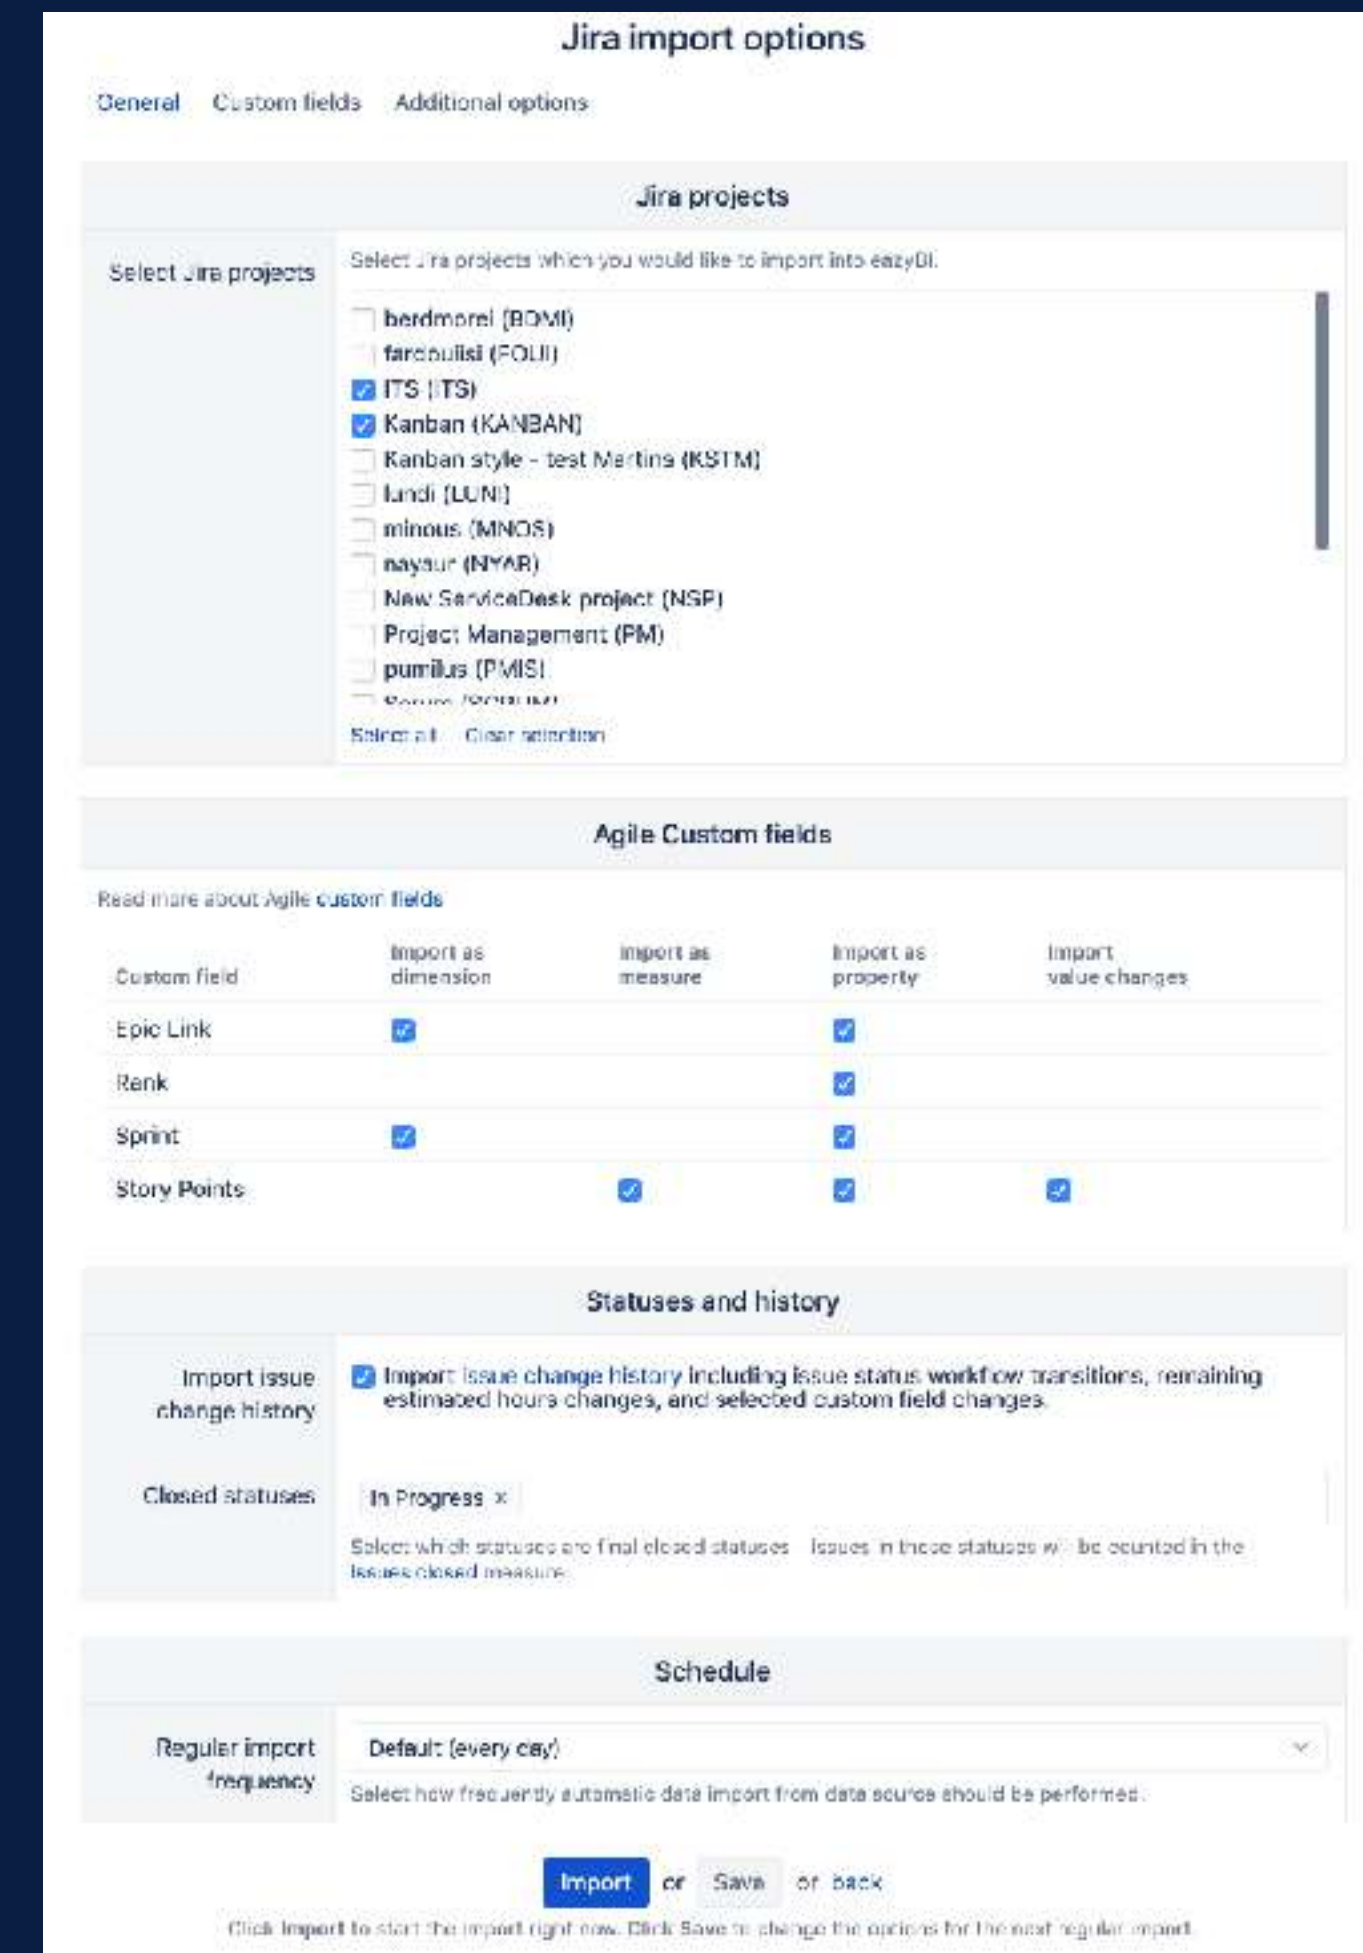 Jira import options
General Custom fields Additional options
Jira projects
Select Jira projects
Select Jira projects which you would like to import into eazyBI.
berdmorei (BDMI)
fardoulisi (FOUI)
ITS (ITS)
Kanban (KANBAN)
Kanban style - test Martins (KSTM)
lundi (LUNI)
minous (MNOS)
nayaur (NYAR)
New ServiceDesk project (NSP)
Project Management (PM)
pumilus (PMIS)
Scrum (SCRUM)
Select all Clear selection
Agile Custom fields
Read more about Agile custom fields
Custom field Import as dimension Import as measure Import as property Import value changes
Epic Link
Rank
Sprint
Story Points
Statuses and history
Import issue change history
Import issue change history including issue status workflow transitions, remaining
estimated hours changes, and selected custom field changes.
Closed statuses
In Progress ×
Select which statuses are final closed statuses - issues in these statuses will be counted in the
Issues closed measure.
Schedule
Regular import frequency
Default (every day)
Select how frequently automatic data import from data source should be performed.
Import or Save or back
Click Import to start the import right now. Click Save to change the options for the next regular import.